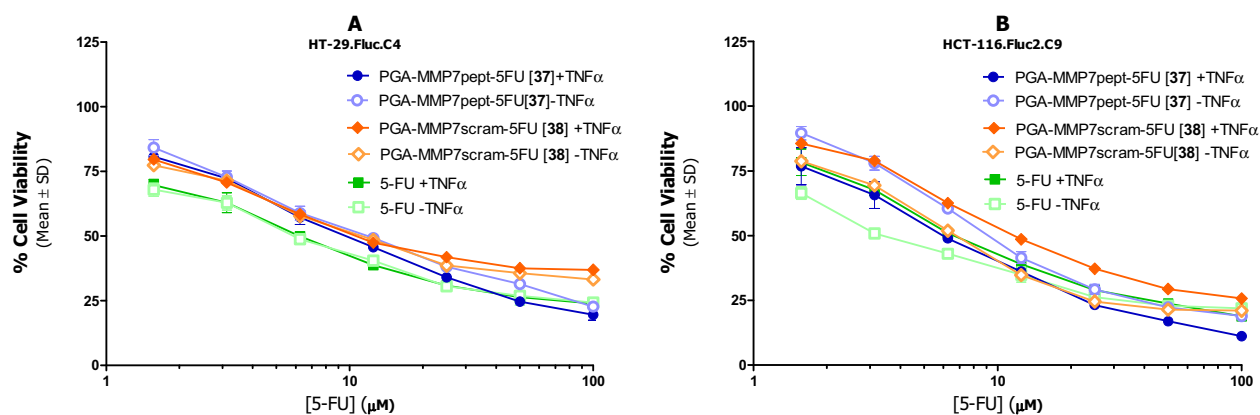 A
HT-29.Fluc.C4
125
100
75
50
25
0
% Cell Viability
(Mean ± SD)
PGA-MMP7pept-5FU [37]+TNFα
PGA-MMP7pept-5FU[37]-TNFα
PGA-MMP7scram-5FU [38] +TNFα
PGA-MMP7scram-5FU [38] -TNFα
5-FU +TNFα
5-FU -TNFα
1
10
100
[5-FU] (μM)
B
HCT-116.Fluc2.C9
125
100
75
50
25
0
% Cell Viability
(Mean ± SD)
PGA-MMP7pept-5FU [37] +TNFα
PGA-MMP7pept-5FU [37] -TNFα
PGA-MMP7scram-5FU [38] +TNFα
PGA-MMP7scram-5FU[38] -TNFα
5-FU +TNFα
5-FU -TNFα
1
10
100
[5-FU] (μM)